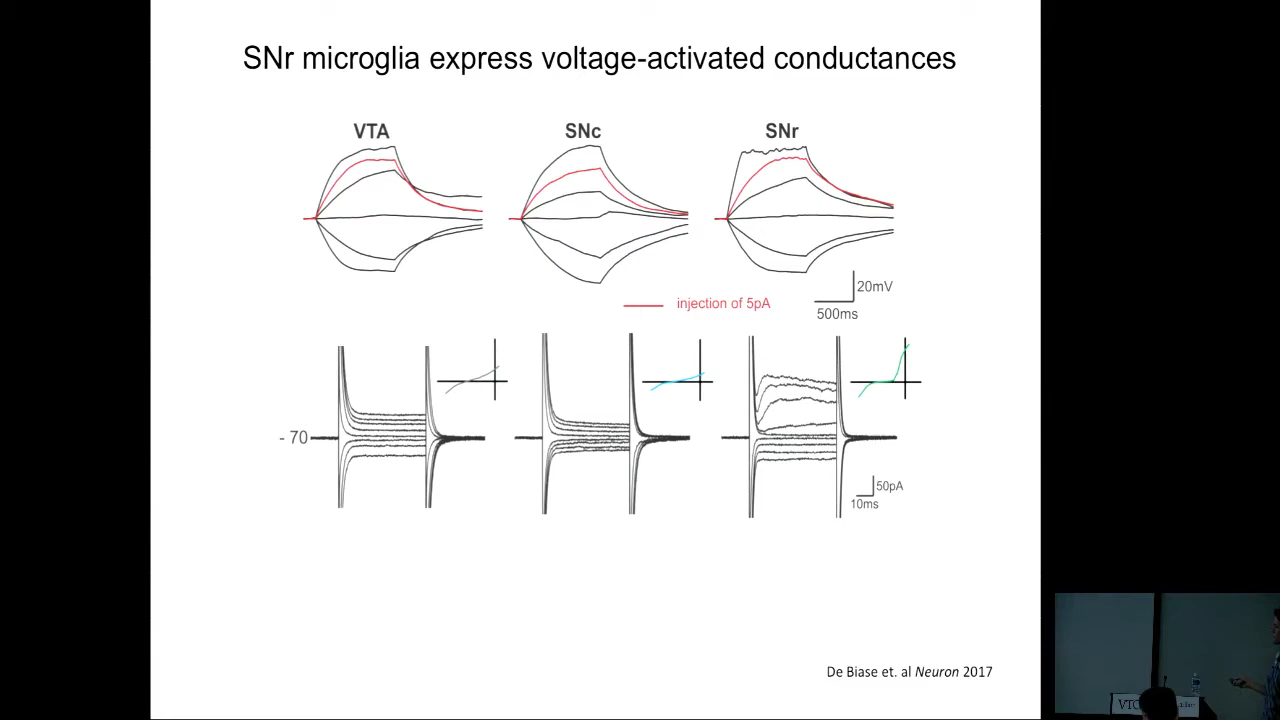 SNr microglia express voltage-activated conductances
VTA
SNc
SNr
20mV
injection of 5pA
500ms
- 70
50pA
10ms
De Biase et. al Neuron 2017
VTC